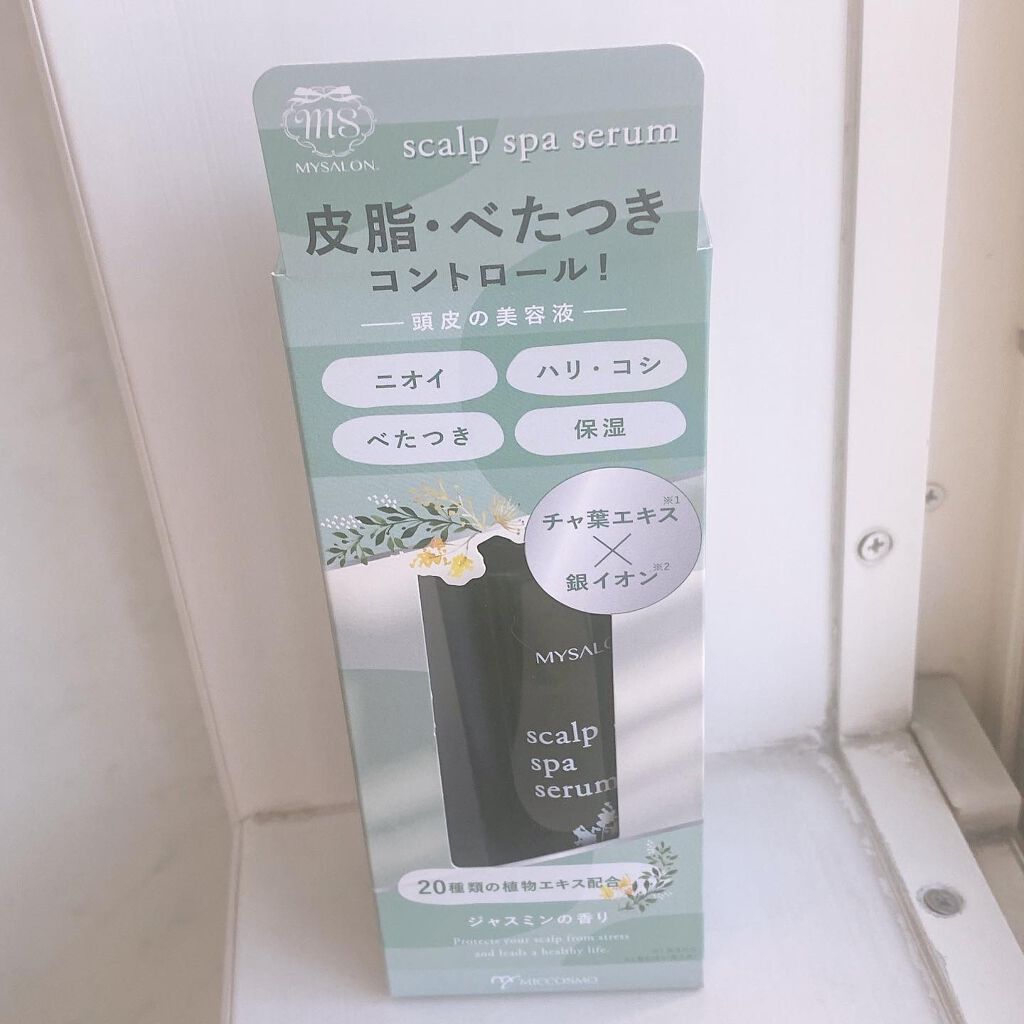 ms
MYSALON®
scalp spa serum
皮脂・べたつき
コントロール！
頭皮の美容液
ニオイ
ハリ・コシ
べたつき
保湿
チャ葉エキス※1
×
銀イオン※2
MYSALO
scalp
spa
serum
20種類の植物エキス配合
ジャスミンの香り
Protects your scalp from stress
and leads a healthy life.
MICCOSMO